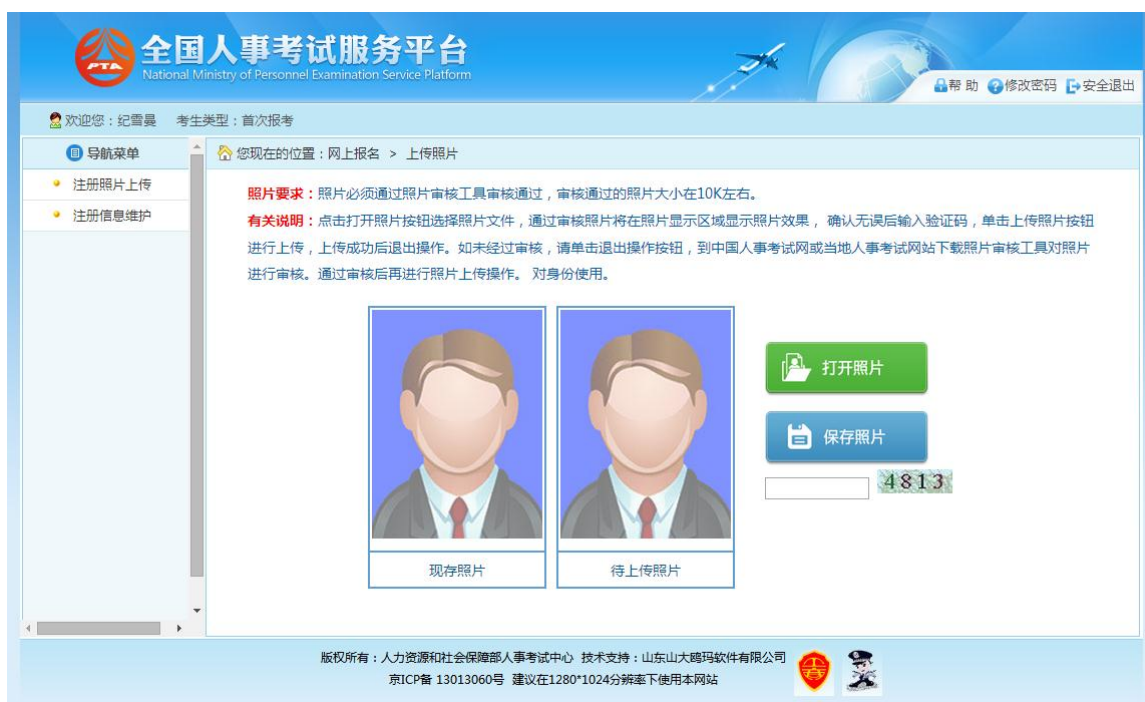 全国人事考试服务平台
PTA
National Ministry of Personnel Examination Service Platform
帮 助 修改密码 安全退出
欢迎您：纪雪曼 考生类型：首次报考
导航菜单
您现在的位置：网上报名 > 上传照片
注册照片上传
注册信息维护
照片要求：照片必须通过照片审核工具审核通过，审核通过的照片大小在10K左右。
有关说明：点击打开照片按钮选择照片文件，通过审核照片将在照片显示区域显示照片效果， 确认无误后输入验证码，单击上传照片按钮
进行上传，上传成功后退出操作。如未经过审核，请单击退出操作按钮，到中国人事考试网或当地人事考试网站下载照片审核工具对照片
进行审核。通过审核后再进行照片上传操作。 对身份使用。
打开照片
保存照片
4813
现存照片
待上传照片
版权所有：人力资源和社会保障部人事考试中心 技术支持：山东山大鸥玛软件有限公司
京ICP备 13013060号 建议在1280*1024分辨率下使用本网站